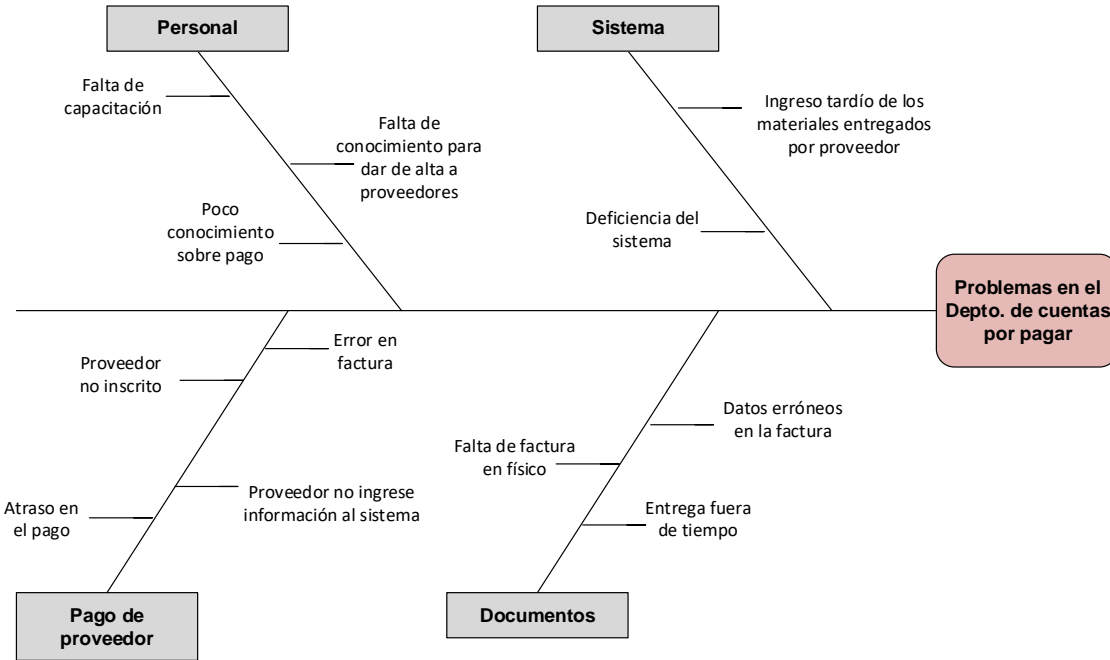 Personal
Sistema
Falta de
capacitación
Falta de
conocimiento para
dar de alta a
proveedores
Poco
conocimiento
sobre pago
Ingreso tardío de los
materiales entregados
por proveedor
Deficiencia del
sistema
Problemas en el
Depto. de cuentas
por pagar
Error en
factura
Proveedor
no inscrito
Proveedor no ingrese
información al sistema
Atraso en
el pago
Datos erróneos
en la factura
Falta de factura
en físico
Entrega fuera
de tiempo
Pago de
proveedor
Documentos